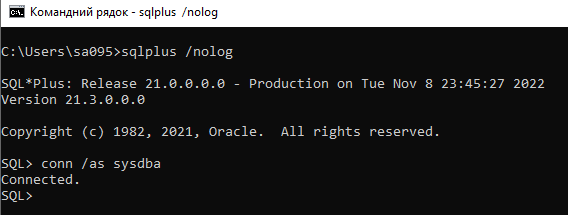 Командний рядок - sqlplus /nolog
C:\Users\sa095>sqlplus /nolog
SQL*Plus: Release 21.0.0.0.0 - Production on Tue Nov 8 23:45:27 2022
Version 21.3.0.0.0
Copyright (c) 1982, 2021, Oracle.  All rights reserved.
SQL> conn /as sysdba
Connected.
SQL>